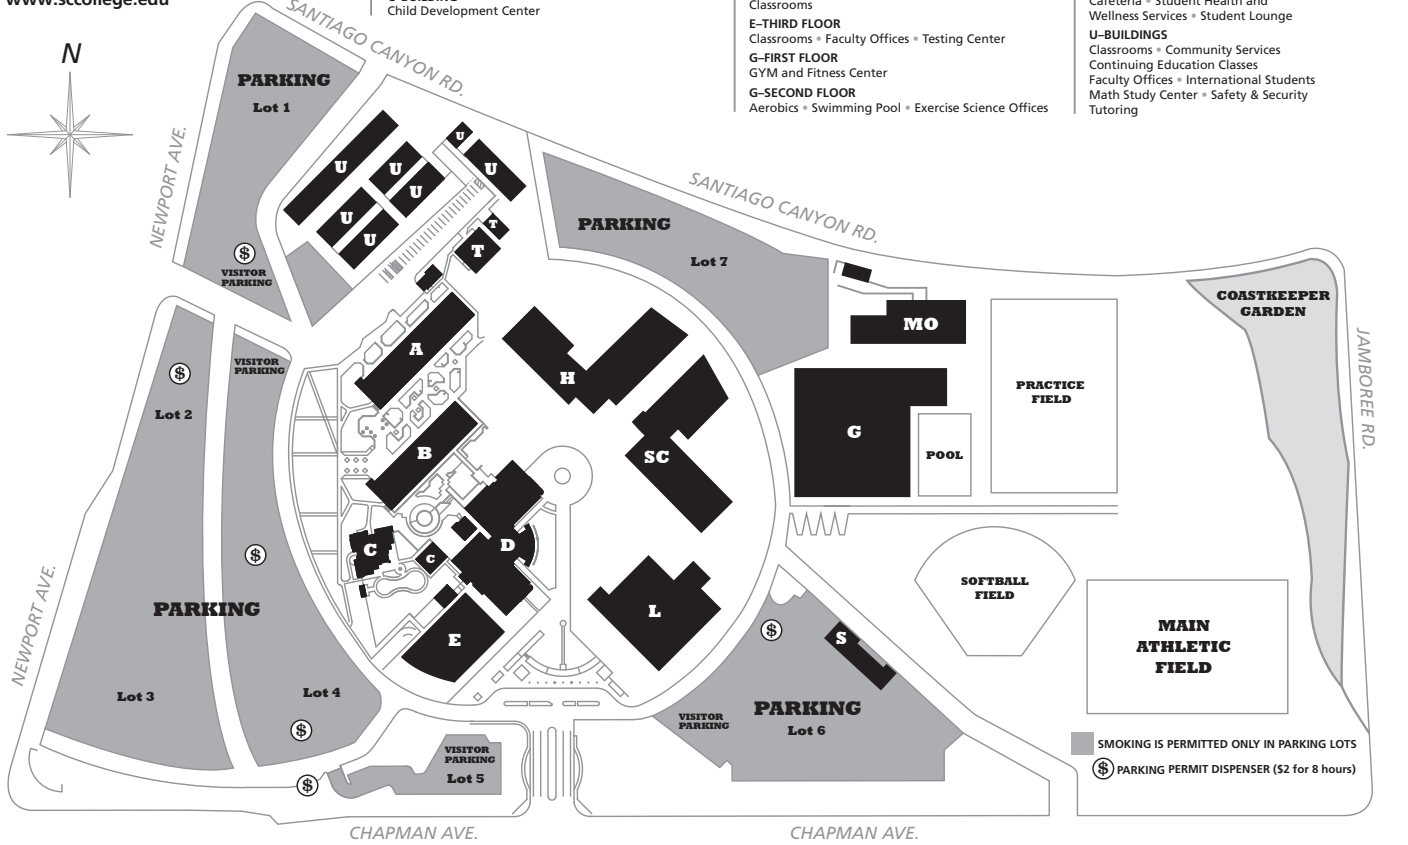 www.sccollege.edu
Child Development Center
Classrooms
E–THIRD FLOOR
Classrooms • Faculty Offices • Testing Center
G–FIRST FLOOR
GYM and Fitness Center
G–SECOND FLOOR
Aerobics • Swimming Pool • Exercise Science Offices
Cafeteria • Student Health and
Wellness Services • Student Lounge
U–BUILDINGS
Classrooms • Community Services
Continuing Education Classes
Faculty Offices • International Students
Math Study Center • Safety & Security
Tutoring
N
SANTIAGO CANYON RD.
NEWPORT AVE.
PARKING
Lot 1
$
VISITOR
PARKING
U
U
U
U
U
U
U
T
T
SANTIAGO CANYON RD.
PARKING
Lot 7
MO
COASTKEEPER
GARDEN
JAMBOREE RD.
PRACTICE
FIELD
G
POOL
A
H
B
SC
C
C
D
E
L
VISITOR
PARKING
$
Lot 2
$
PARKING
Lot 3
Lot 4
$
$
NEWPORT AVE.
VISITOR
PARKING
Lot 5
SOFTBALL
FIELD
MAIN
ATHLETIC
FIELD
$
S
PARKING
Lot 6
VISITOR
PARKING
SMOKING IS PERMITTED ONLY IN PARKING LOTS
$ PARKING PERMIT DISPENSER ($2 for 8 hours)
CHAPMAN AVE.
CHAPMAN AVE.